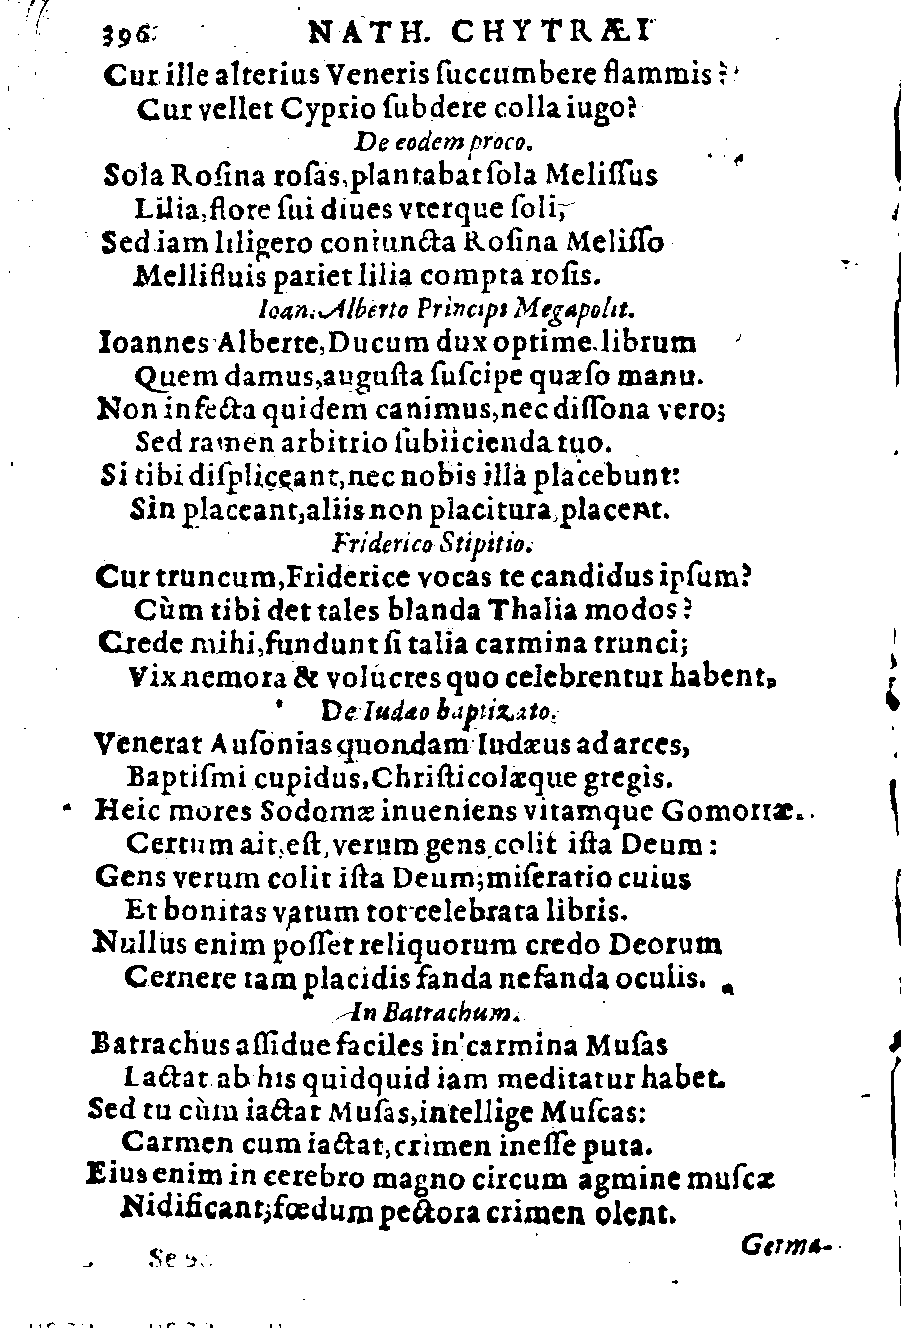 396. NATH. CHYTRÆI
Cur ille alterius Veneris ſuccumbere flammis?
Cur vellet Cyprio ſubdere colla iugo?
De eodem proco.
Sola Roſina roſas, plantabat ſola Meliſſus
Lilia, flore ſui diues vterque ſoli,
Sed iam liligero coniuncta Roſina Meliſſo
Mellifluis pariet lilia compta roſis.
Ioan. Alberto Principi Megapolit.
Ioannes Alberte, Ducum dux optime. librum
Quem damus, auguſta ſuſcipe quæſo manu.
Non infecta quidem canimus, nec diſſona vero;
Sed tamen arbitrio ſubiicienda tuo.
Si tibi diſpliceant, nec nobis illa placebunt:
Sin placeant, aliis non placitura, placent.
Friderico Stipitio.
Cur truncum, Friderice vocas te candidus ipſum?
Cùm tibi det tales blanda Thalia modos?
Crede mihi, fundunt ſi talia carmina trunci;
Vix nemora & volucres quo celebrentur habent,
De Iudæo baptizato.
Venerat Auſonias quondam Iudæus ad arces,
Baptiſmi cupidus, Chriſticolæque gregis.
Heic mores Sodomæ inueniens vitamque Gomorræ.
Certum ait, eſt, verum gens colit iſta Deum:
Gens verum colit iſta Deum; miſeratio cuius
Et bonitas vatum tot celebrata libris.
Nullus enim poſſet reliquorum credo Deorum
Cernere tam placidis fanda nefanda oculis.
In Batrachum.
Batrachus aſſidue faciles in carmina Muſas
Iactat ab his quidquid iam meditatur habet.
Sed tu cùm iactat Muſas, intellige Muſcas:
Carmen cum iactat, crimen ineſſe puta.
Eius enim in cerebro magno circum agmine muſcæ
Nidificant; fœdum pectora crimen olent.
Germa-